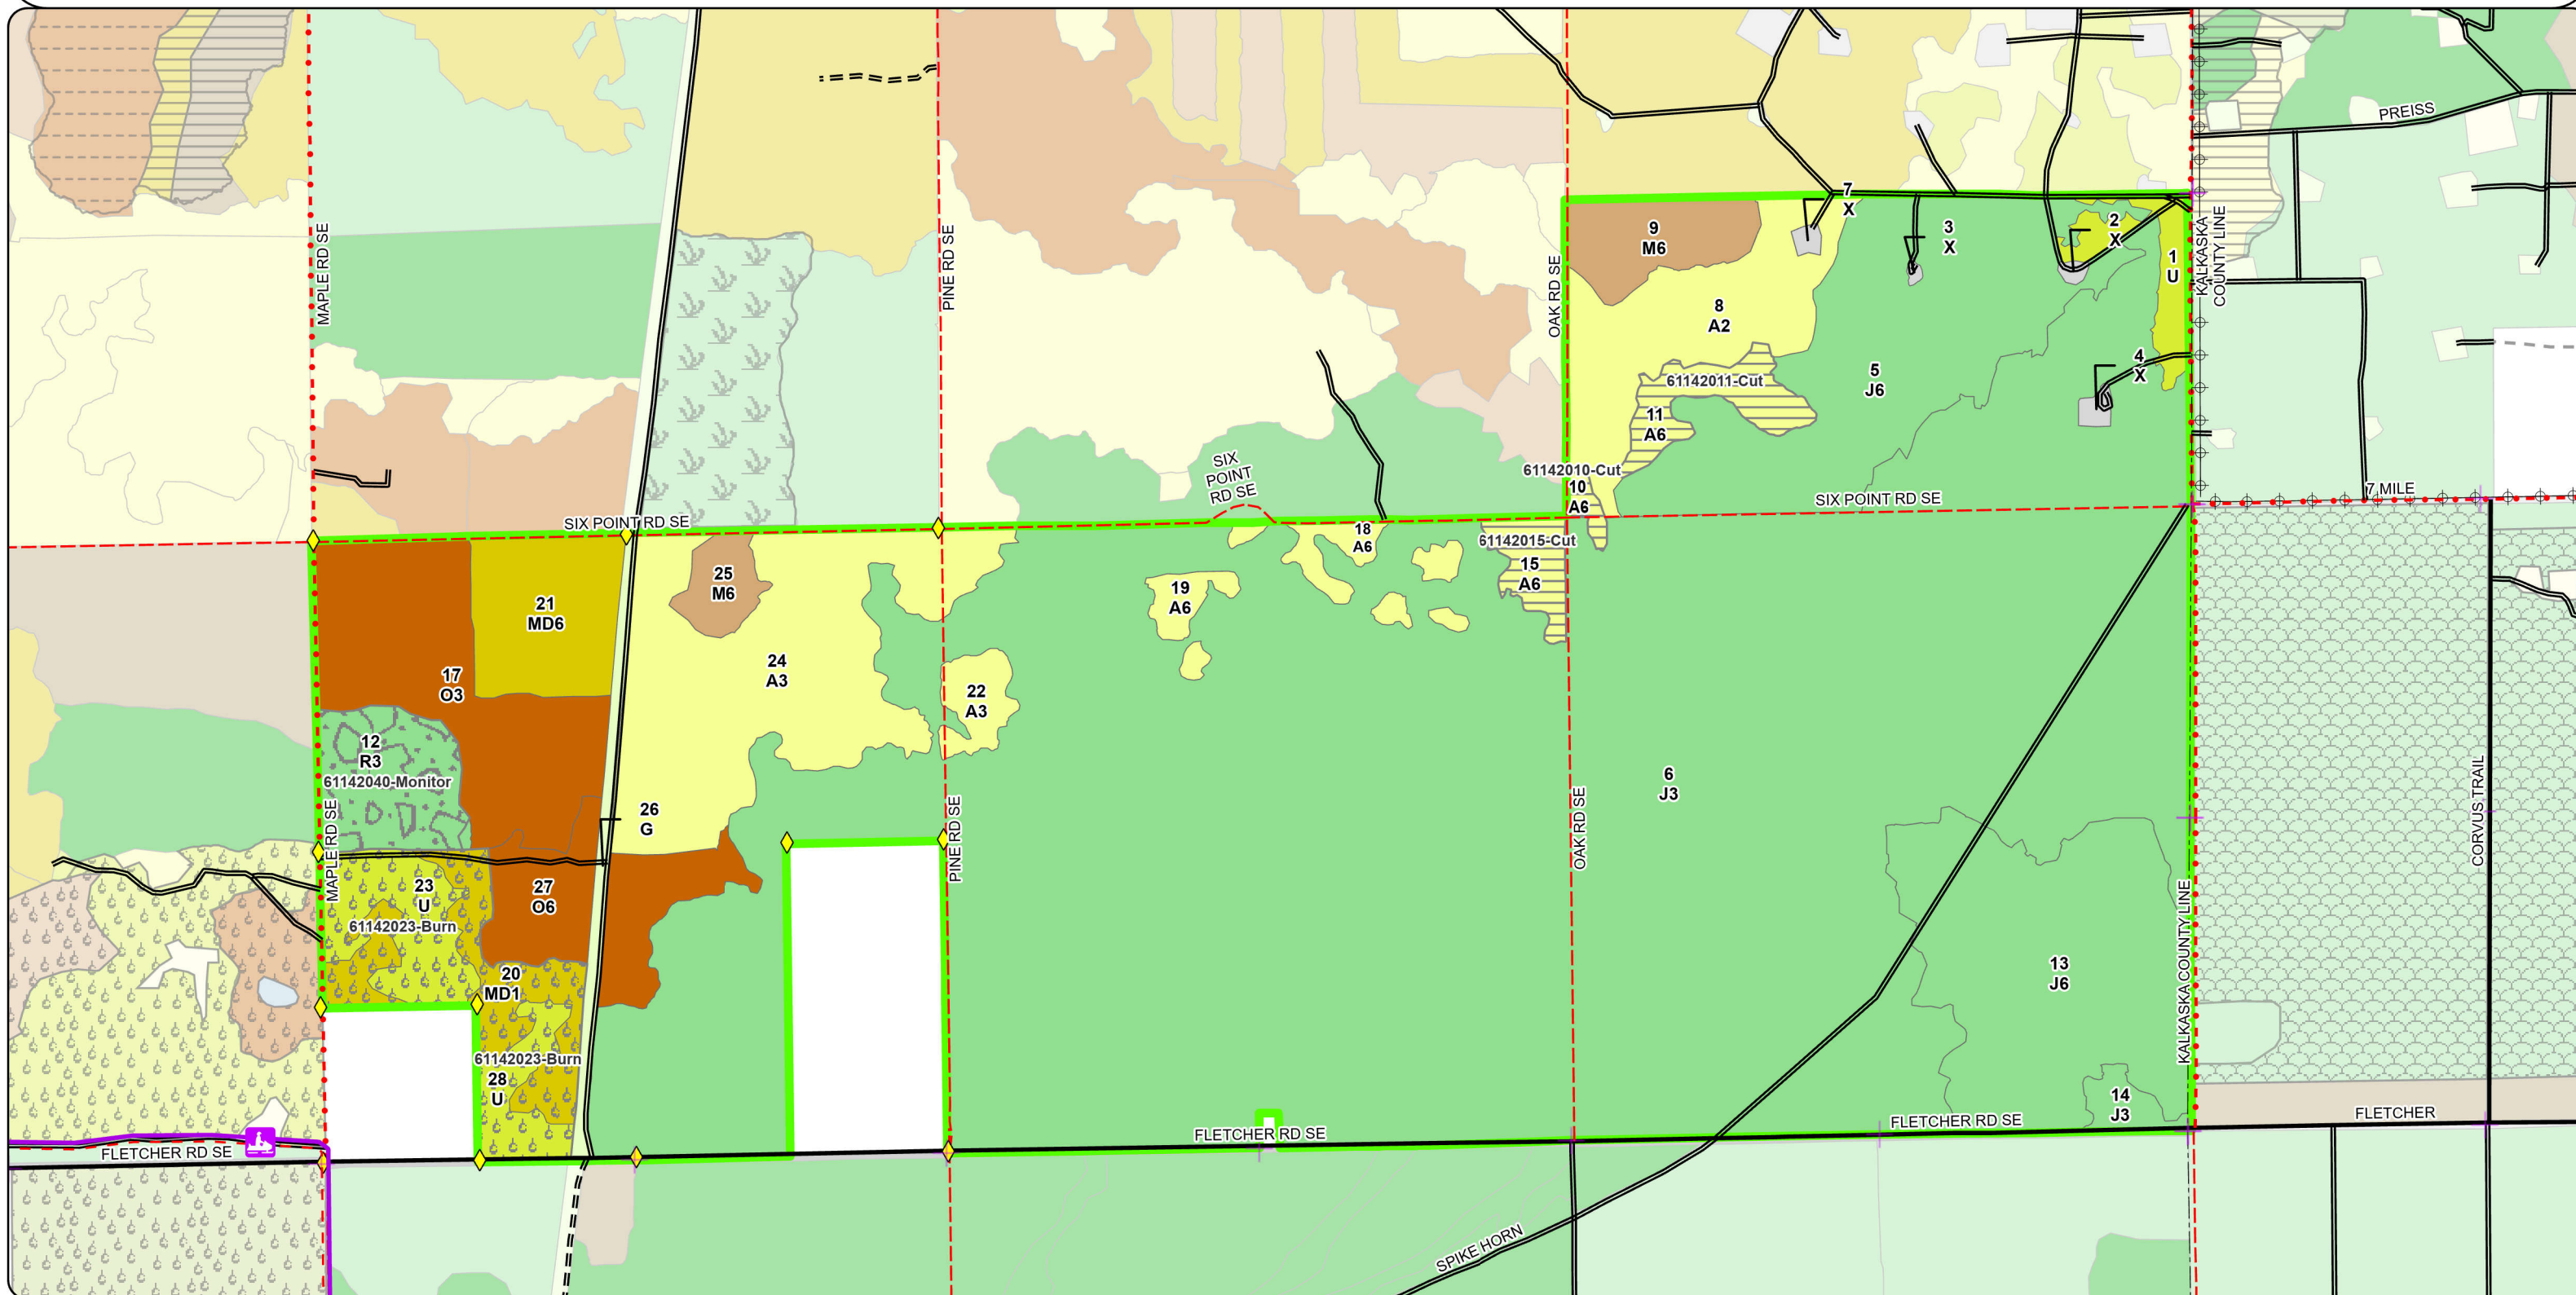 PREISS
7
X
9
M6
3
X
2
X
1
U
KALKASKA
COUNTY LINE
MAPLE RD SE
PINE RD SE
OAK RD SE
8
A2
4
X
61142011-Cut
5
J6
11
A6
61142010-Cut
10
A6
SIX
POINT
RD SE
SIX POINT RD SE
7 MILE
SIX POINT RD SE
18
A6
61142015-Cut
15
A6
25
M6
21
MD6
19
A6
24
A3
17
O3
22
A3
12
R3
61142040-Monitor
6
J3
26
G
MAPLE RD SE
PINE RD SE
OAK RD SE
CORVUS TRAIL
23
U
61142023-Burn
27
O6
KALKASKA COUNTY LINE
20
MD1
13
J6
61142023-Burn
28
U
14
J3
FLETCHER
FLETCHER RD SE
FLETCHER RD SE
FLETCHER RD SE
SPIKE HORN